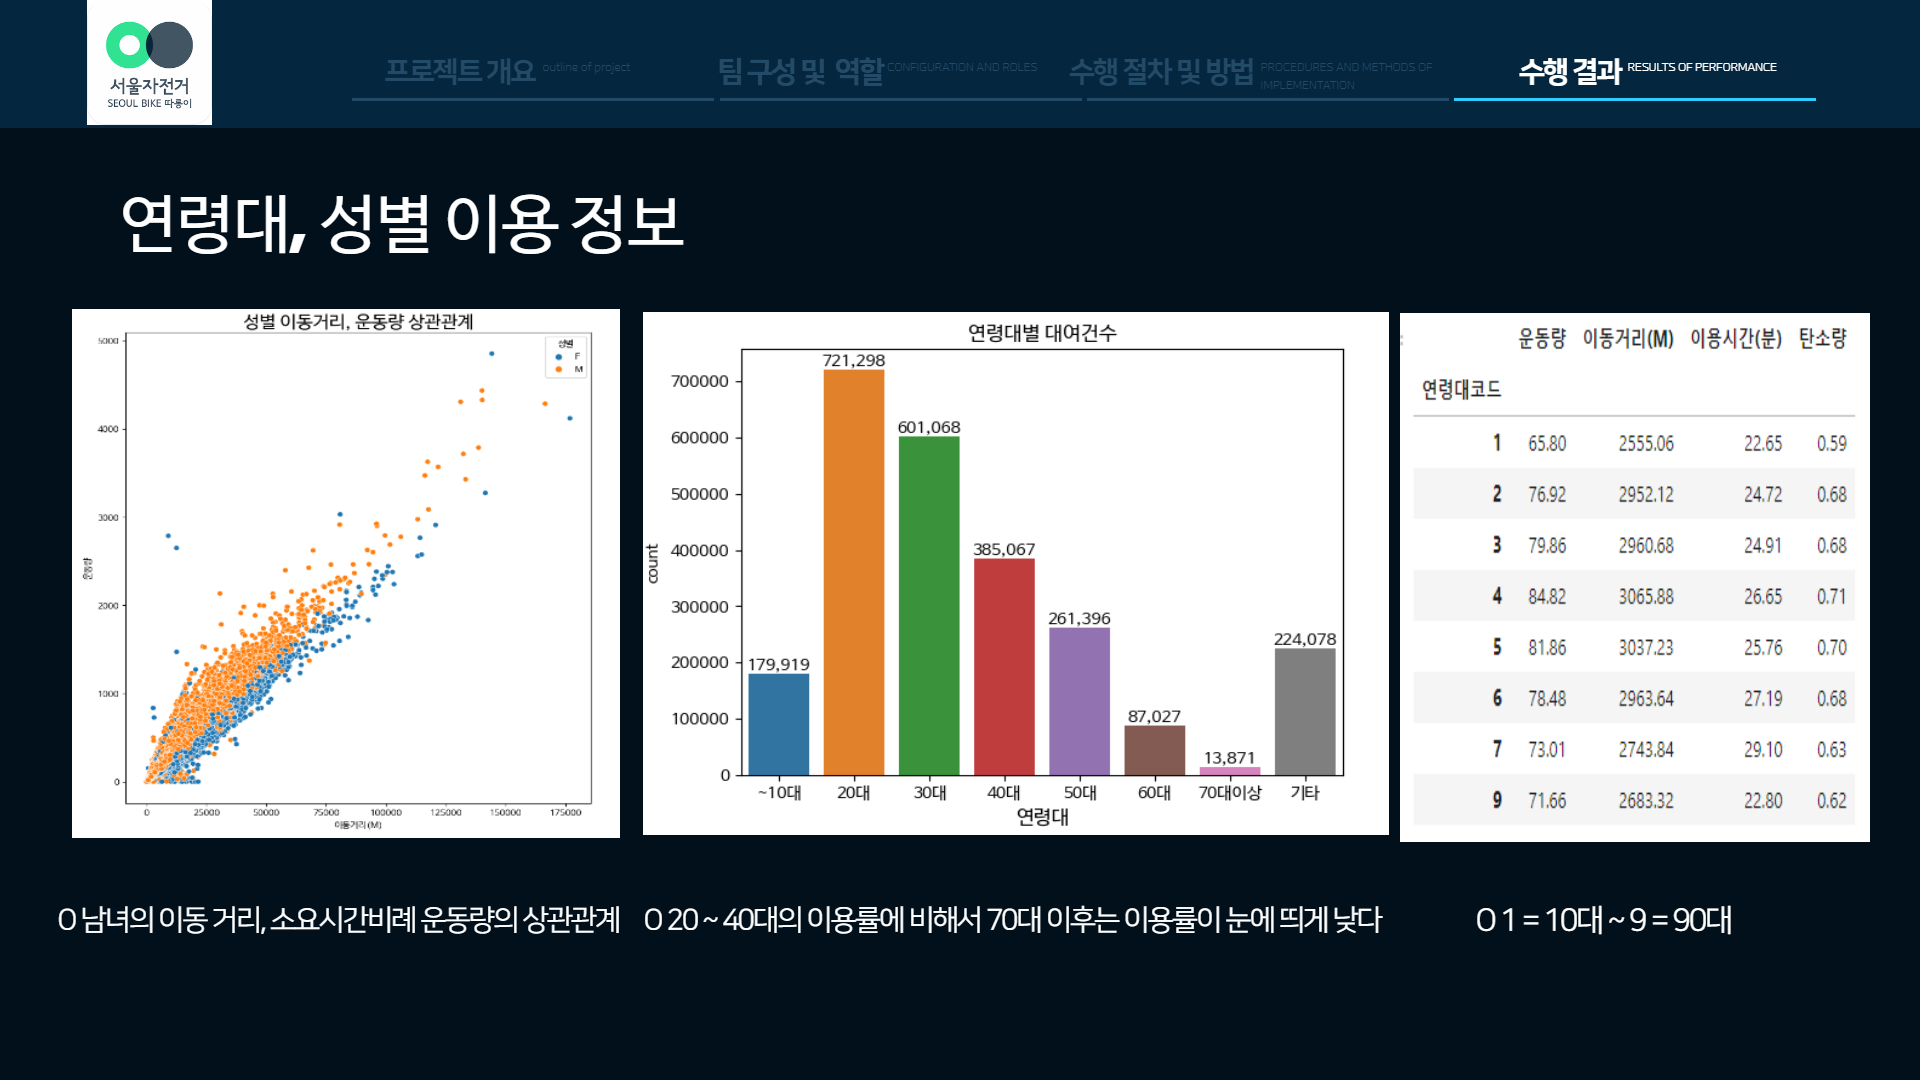 서울자전거
SEOUL BIKE 따릉이
프로젝트 개요 outline of project
팀 구성 및 역할 CONFIGURATION AND ROLES
수행 절차 및 방법 PROCEDURES AND METHODS OF
IMPLEMENTATION
수행 결과 RESULTS OF PERFORMANCE
연령대, 성별 이용 정보
성별 이동거리, 운동량 상관관계
성별
F
M
5000
4000
3000
2000
1000
0
운동량
0 25000 50000 75000 100000 125000 150000 175000
이동거리(M)
연령대별 대여건수
700000
600000
500000
400000
300000
200000
100000
0
count
179,919
721,298
601,068
385,067
261,396
87,027
13,871
224,078
~10대 20대 30대 40대 50대 60대 70대이상 기타
연령대
: 운동량 이동거리(M) 이용시간(분) 탄소량
연령대코드
1 65.80 2555.06 22.65 0.59
2 76.92 2952.12 24.72 0.68
3 79.86 2960.68 24.91 0.68
4 84.82 3065.88 26.65 0.71
5 81.86 3037.23 25.76 0.70
6 78.48 2963.64 27.19 0.68
7 73.01 2743.84 29.10 0.63
9 71.66 2683.32 22.80 0.62
O 남녀의 이동 거리, 소요시간비례 운동량의 상관관계
O 20 ~ 40대의 이용률에 비해서 70대 이후는 이용률이 눈에 띄게 낮다
O 1 = 10대 ~ 9 = 90대